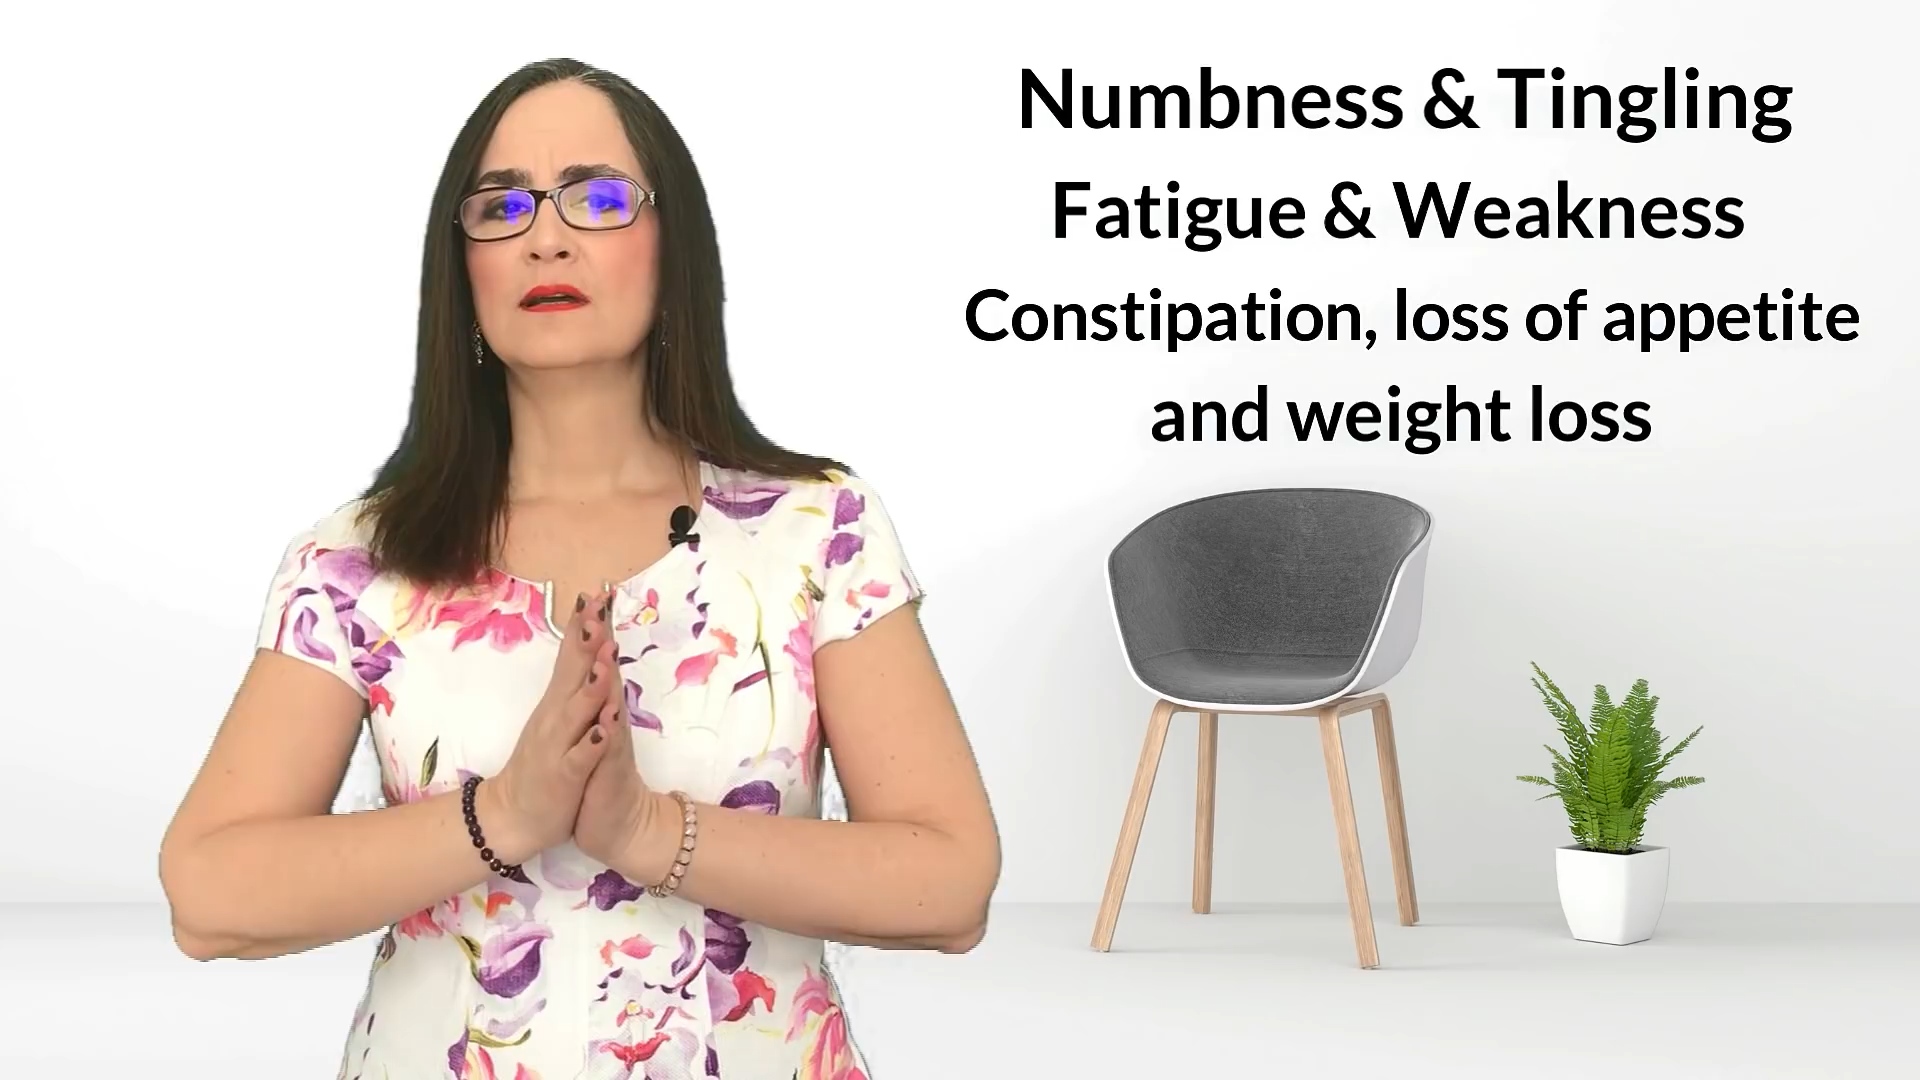 Numbness & Tingling
Fatigue & Weakness
Constipation, loss of appetite
and weight loss